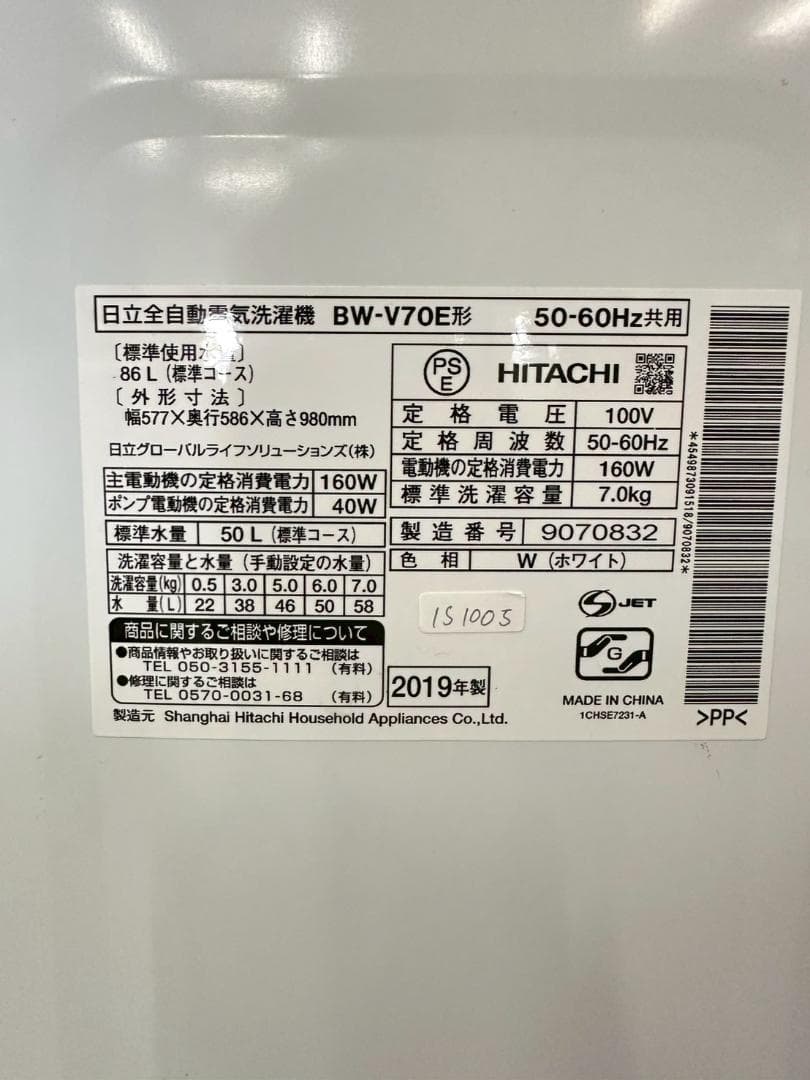 日立全自動電気洗濯機 BW-V70E形 50-60Hz共用
〔標準使用水量〕
86 L (標準コース)
〔外形寸法〕
幅577×奥行586×高さ980mm
日立グローバルライフソリューションズ(株)
主電動機の定格消費電力 160W
ポンプ電動機の定格消費電力 40W
標準水量 50 L (標準コース)
洗濯容量と水量 (手動設定の水量)
洗濯容量(kg) 0.5 3.0 5.0 6.0 7.0
水量(L) 22 38 46 50 58
商品に関するご相談や修理について
●商品情報やお取り扱いに関するご相談は
TEL 050-3155-1111 (有料)
●修理に関するご相談は
TEL 0570-0031-68 (有料)
製造元 Shanghai Hitachi Household Appliances Co.,Ltd.
PS
E
HITACHI
定格電圧 100V
定格周波数 50-60Hz
電動機の定格消費電力 160W
標準洗濯容量 7.0kg
製造番号 9070832
色相 W (ホワイト)
IS1005
2019年製
S JET
G
MADE IN CHINA
1CHSE7231-A
*4549873091518/9070832*
>PP<